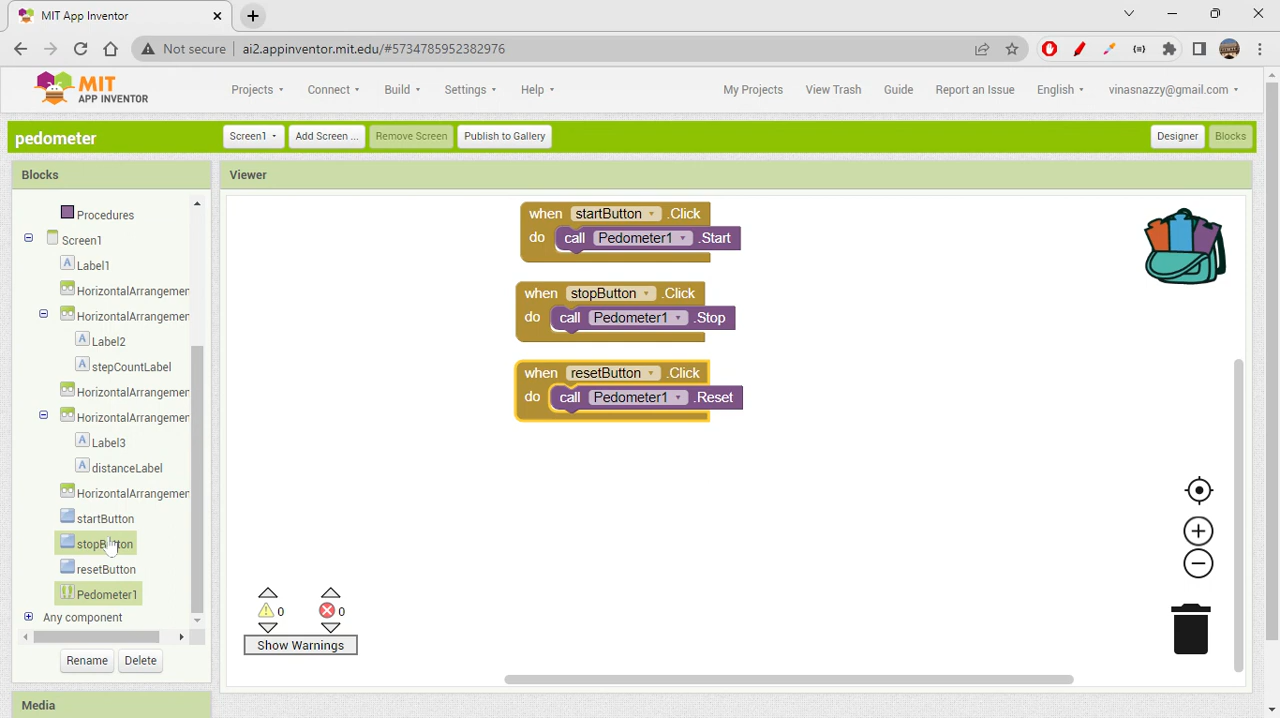 MIT App Inventor
Not secure ai2.appinventor.mit.edu/#5734785952382976
MIT
APP INVENTOR
Projects Connect Build Settings Help My Projects View Trash Guide Report an Issue English vinasnazzy@gmail.com
pedometer Screen1 Add Screen ... Remove Screen Publish to Gallery Designer Blocks
Blocks
Procedures
Screen1
Label1
HorizontalArrangemen
HorizontalArrangemen
Label2
stepCountLabel
HorizontalArrangemen
HorizontalArrangemen
Label3
distanceLabel
HorizontalArrangemen
startButton
stopButton
resetButton
Pedometer1
Any component
Rename Delete
Media
Viewer
when startButton .Click
do call Pedometer1 .Start
when stopButton .Click
do call Pedometer1 .Stop
when resetButton .Click
do call Pedometer1 .Reset
0 0
Show Warnings